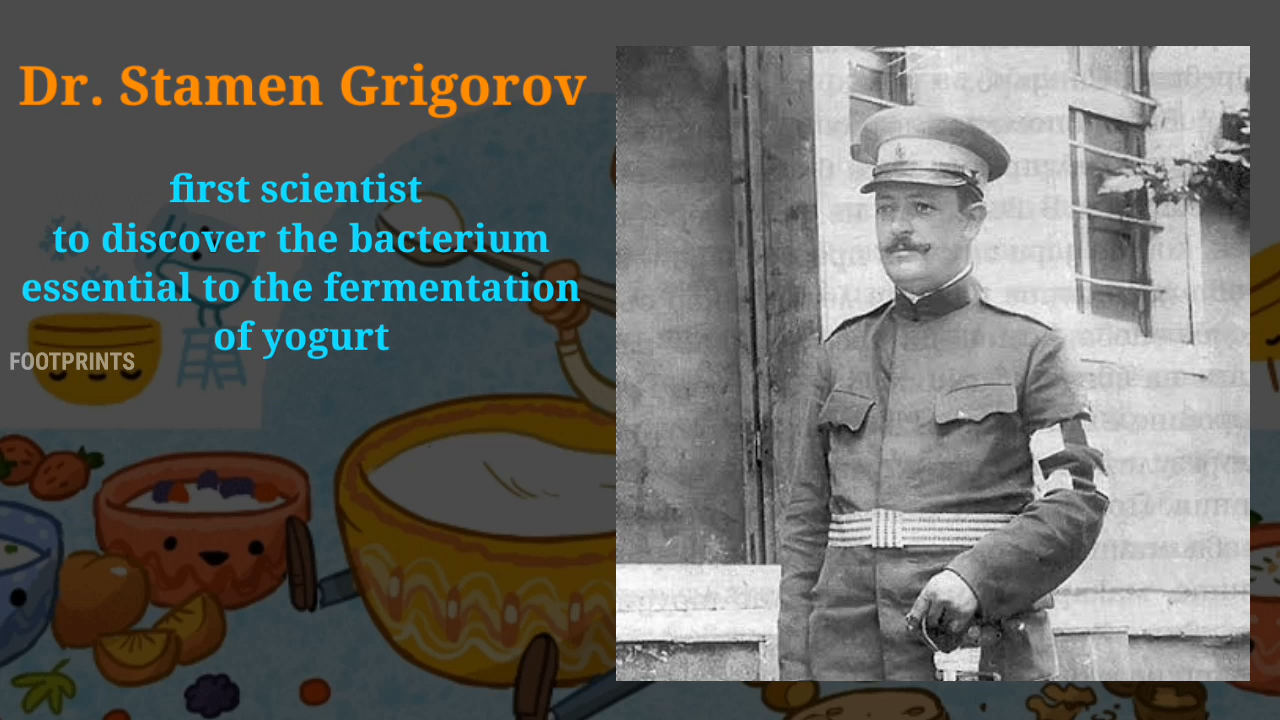 Dr. Stamen Grigorov
first scientist
to discover the bacterium
essential to the fermentation
of yogurt
FOOTPRINTS